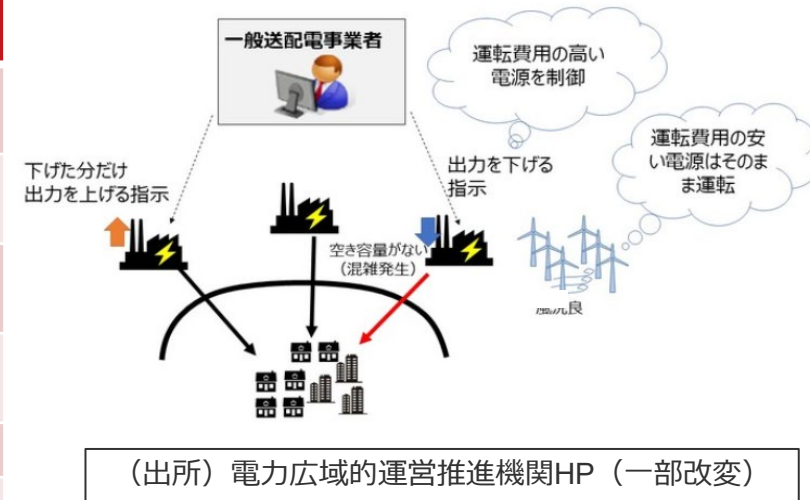 一般送配電事業者
運転費用の高い
電源を制御
運転費用の安
い電源はそのま
ま運転
下げた分だけ
出力を上げる指示
出力を下げる
指示
空き容量がない
（混雑発生）
（出所）電力広域的運営推進機関HP（一部改変）